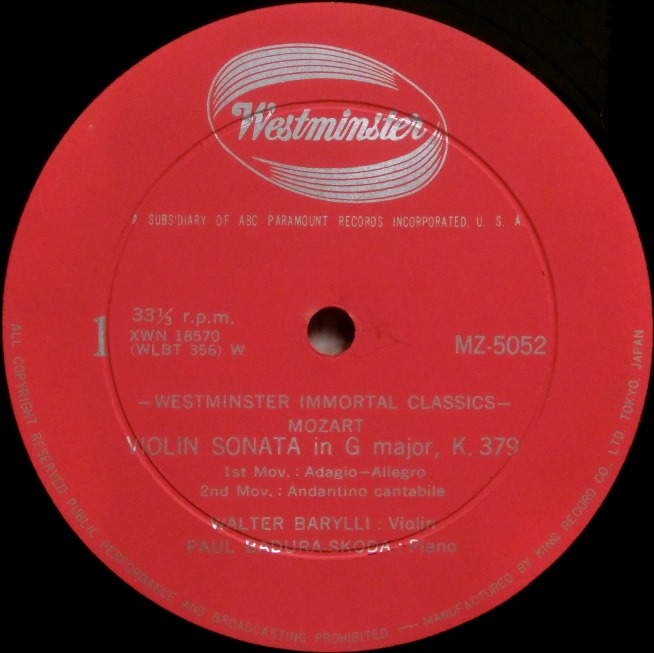 Westminster
A SUBSIDIARY OF ABC PARAMOUNT RECORDS INCORPORATED, U. S. A.
33⅓ r.p.m.
XWN 18570
1
(WLBT 356) W
MZ-5052
—WESTMINSTER IMMORTAL CLASSICS—
MOZART
VIOLIN SONATA in G major, K. 379
1st Mov. : Adagio—Allegro
2nd Mov. : Andantino cantabile
WALTER BARYLLI : Violin
PAUL BADURA-SKODA : Piano
ALL COPYRIGHT RESERVED PUBLIC PERFORMANCE AND BROADCASTING PROHIBITED — MANUFACTURED BY KING RECORD CO., LTD. TOKYO, JAPAN